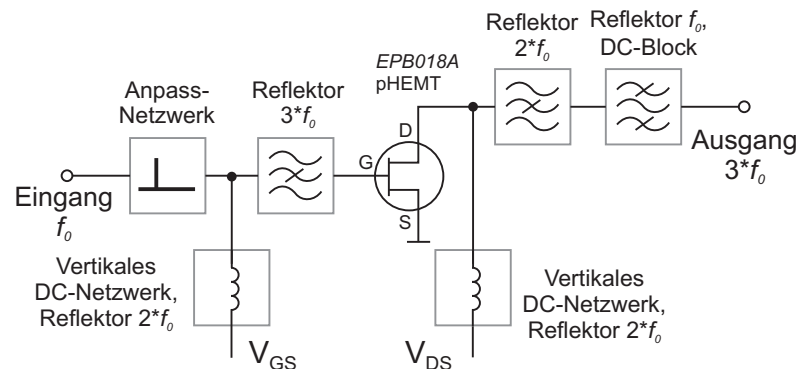 Reflektor
2*f0
Reflektor f0,
DC-Block
EPB018A
pHEMT
Anpass-
Netzwerk
Reflektor
3*f0
D
G
S
Ausgang
3*f0
Eingang
f0
Vertikales
DC-Netzwerk,
Reflektor 2*f0
Vertikales
DC-Netzwerk,
Reflektor 2*f0
VGS
VDS